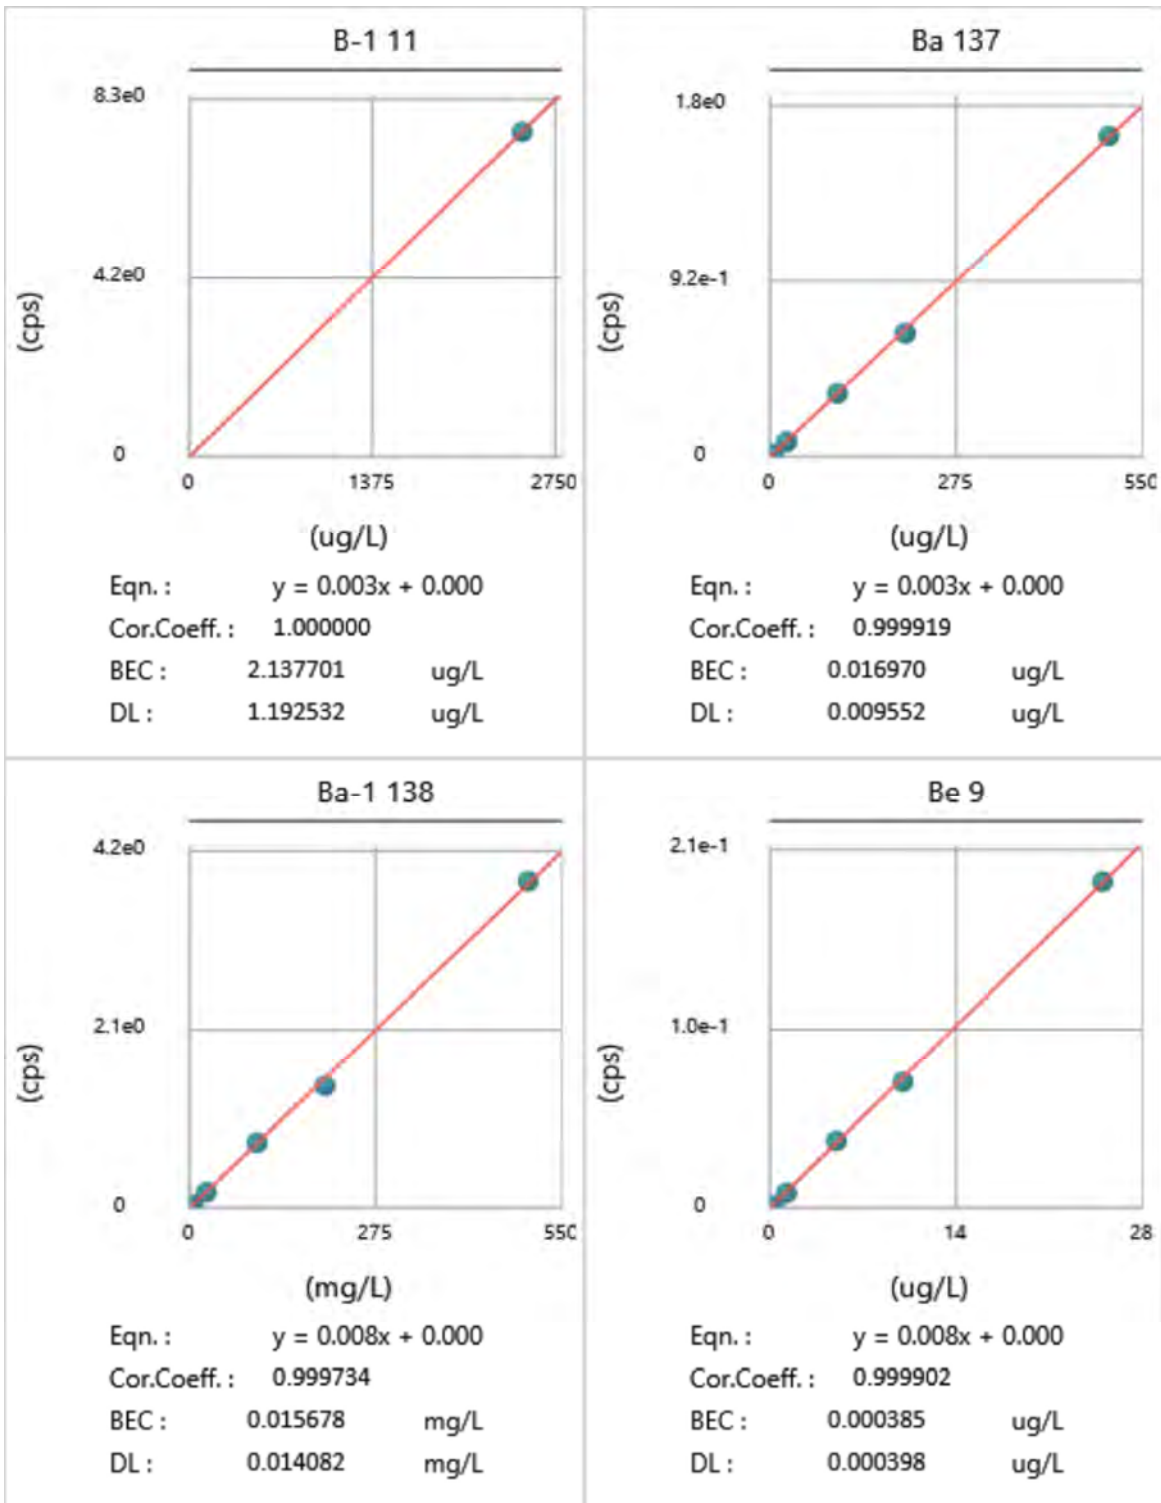 B-1 11
8.3e0
4.2e0
0
(cps)
0 1375 2750
(ug/L)
Eqn. : y = 0.003x + 0.000
Cor.Coeff. : 1.000000
BEC : 2.137701 ug/L
DL : 1.192532 ug/L
Ba 137
1.8e0
9.2e-1
0
(cps)
0 275 550
(ug/L)
Eqn. : y = 0.003x + 0.000
Cor.Coeff. : 0.999919
BEC : 0.016970 ug/L
DL : 0.009552 ug/L
Ba-1 138
4.2e0
2.1e0
0
(cps)
0 275 550
(mg/L)
Eqn. : y = 0.008x + 0.000
Cor.Coeff. : 0.999734
BEC : 0.015678 mg/L
DL : 0.014082 mg/L
Be 9
2.1e-1
1.0e-1
0
(cps)
0 14 28
(ug/L)
Eqn. : y = 0.008x + 0.000
Cor.Coeff. : 0.999902
BEC : 0.000385 ug/L
DL : 0.000398 ug/L